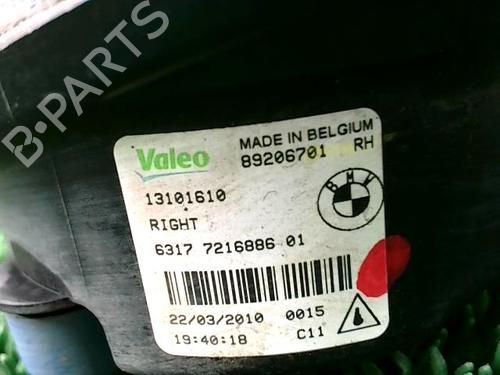 B-PARTS
Valeo
MADE IN BELGIUM
89206701 RH
13101610
BMW
RIGHT
6317 7216886 01
22/03/2010 0015
19:40:18 C11